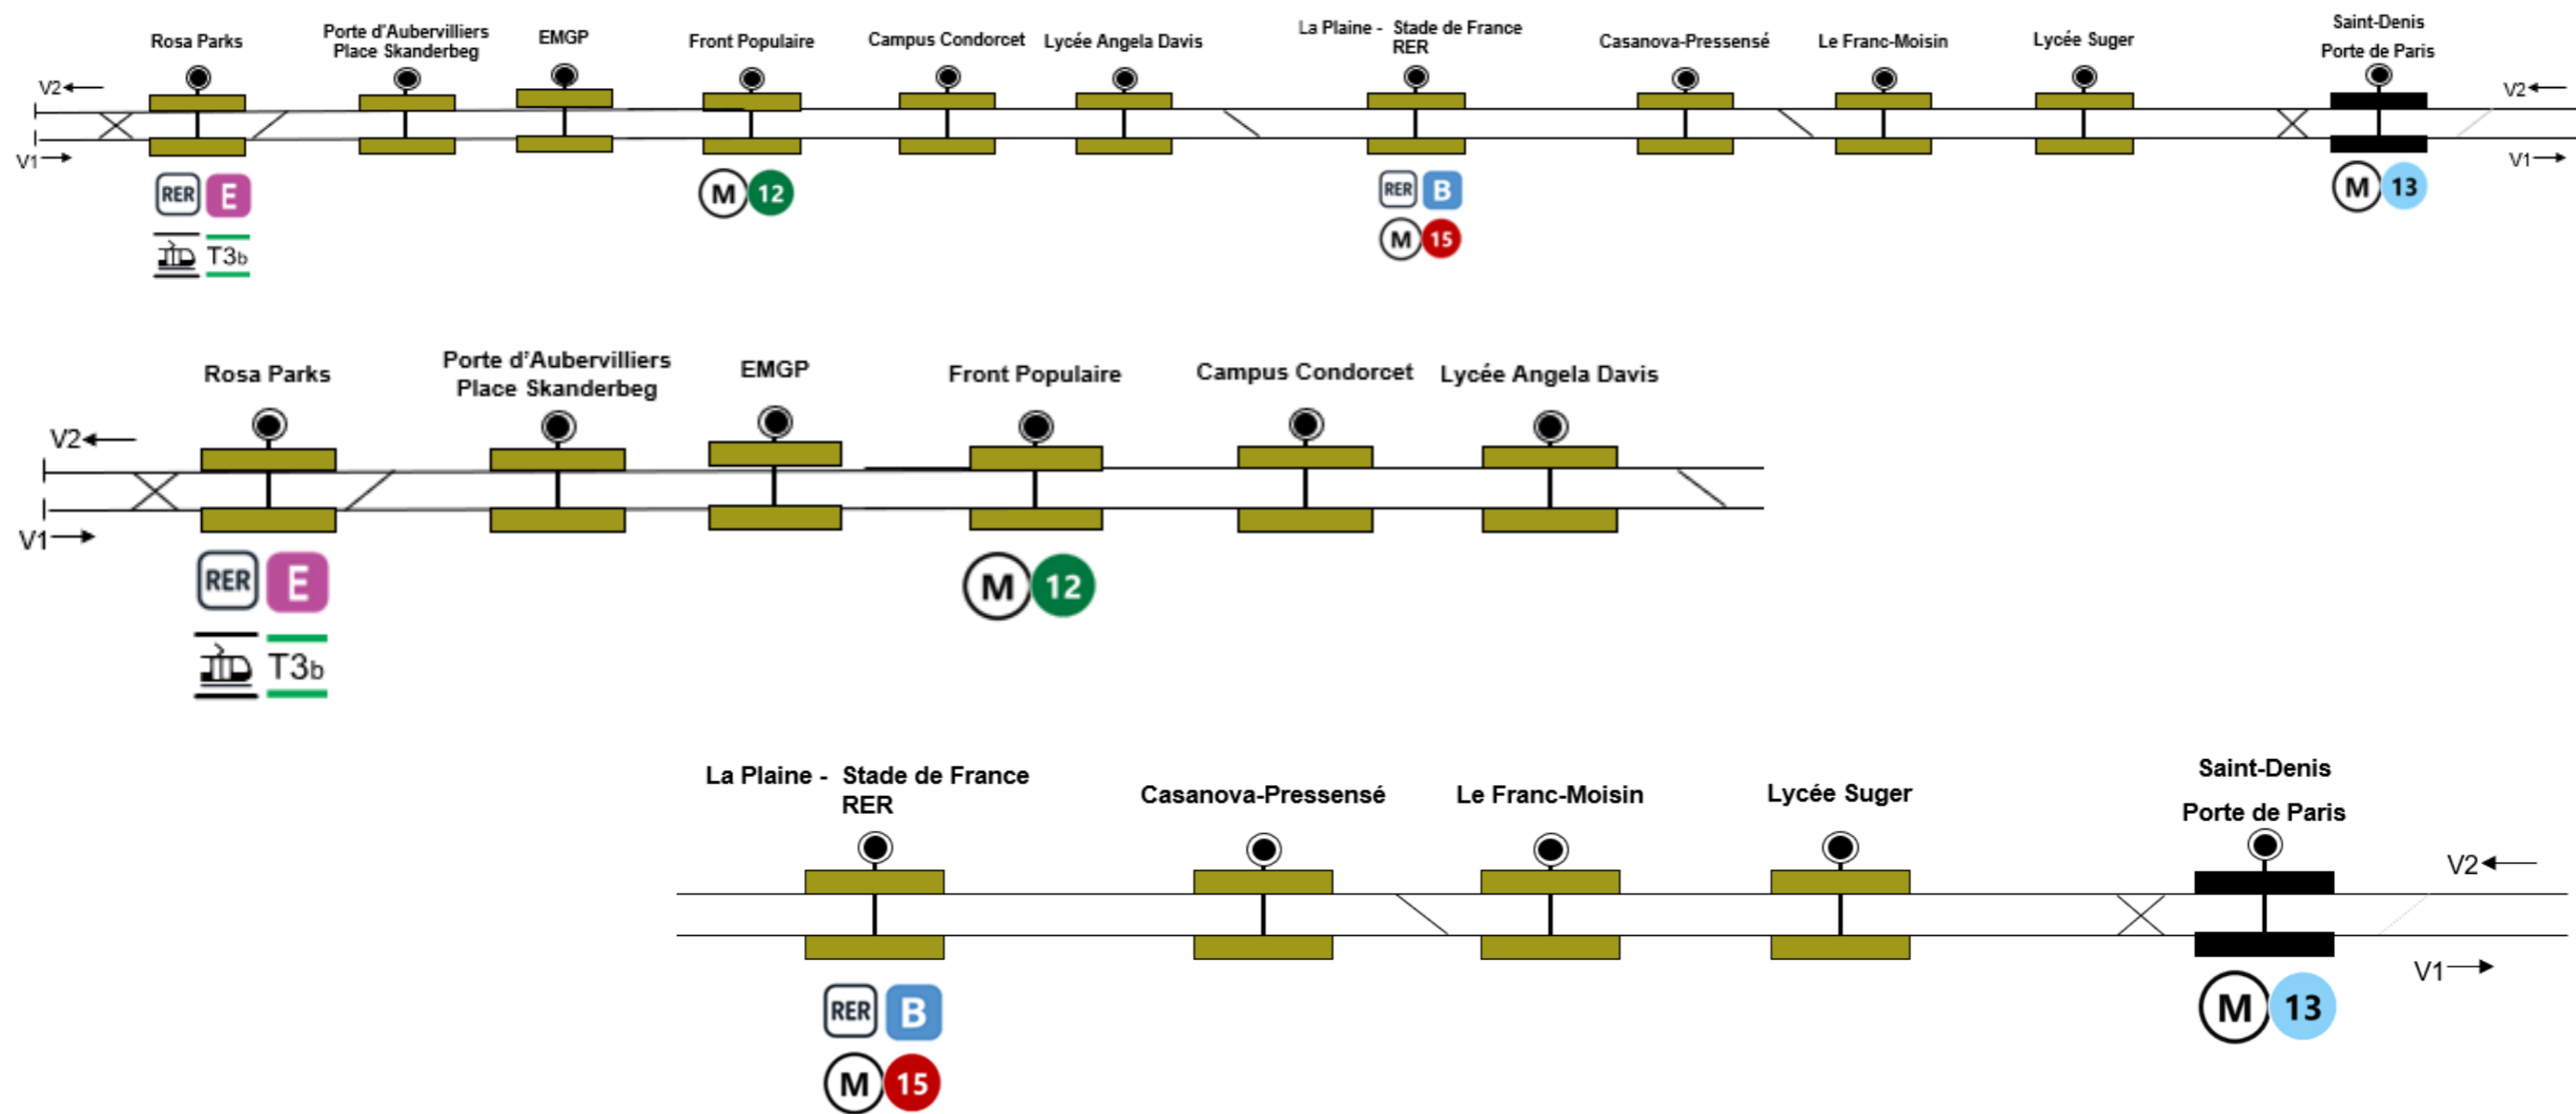 Rosa Parks
Porte d'Aubervilliers
Place Skanderbeg
EMGP
Front Populaire
Campus Condorcet
Lycée Angela Davis
La Plaine - Stade de France
RER
Casanova-Pressensé
Le Franc-Moisin
Lycée Suger
Saint-Denis
Porte de Paris
V2
V2
V1
V1
RER E
T3b
M 12
RER B
M 15
M 13
Rosa Parks
Porte d'Aubervilliers
Place Skanderbeg
EMGP
Front Populaire
Campus Condorcet
Lycée Angela Davis
V2
V1
RER E
T3b
M 12
La Plaine - Stade de France
RER
Casanova-Pressensé
Le Franc-Moisin
Lycée Suger
Saint-Denis
Porte de Paris
V2
V1
RER B
M 15
M 13